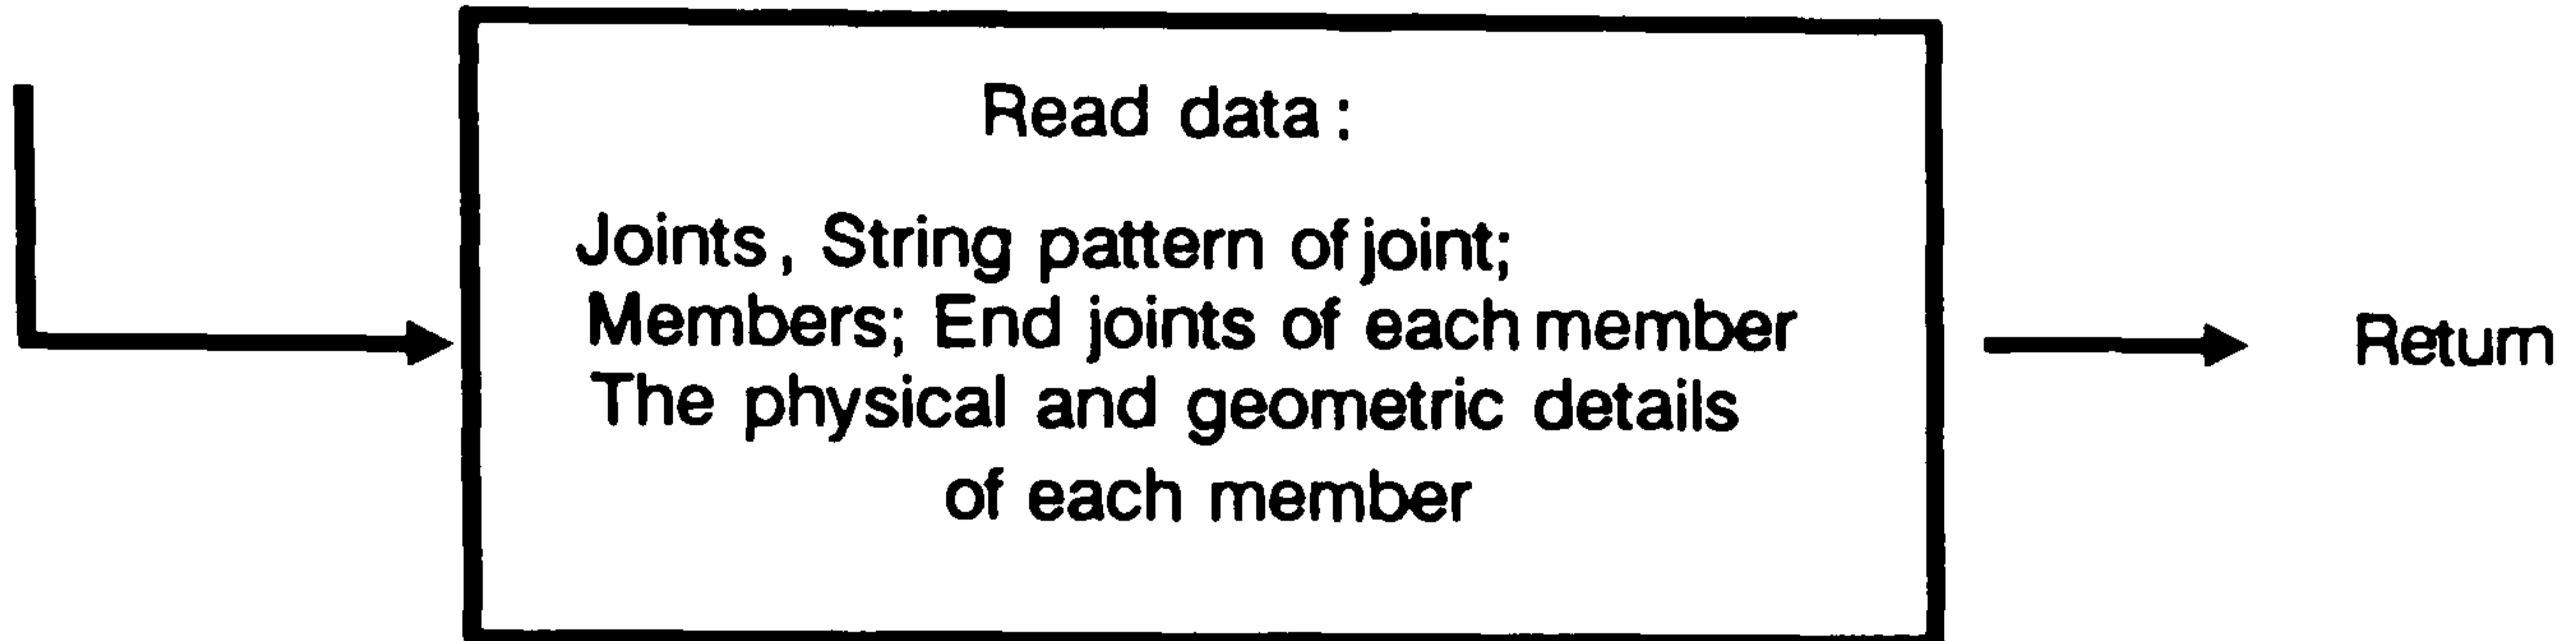 Read data:
Joints, String pattern of joint;
Members; End joints of each member
The physical and geometric details
of each member
Return